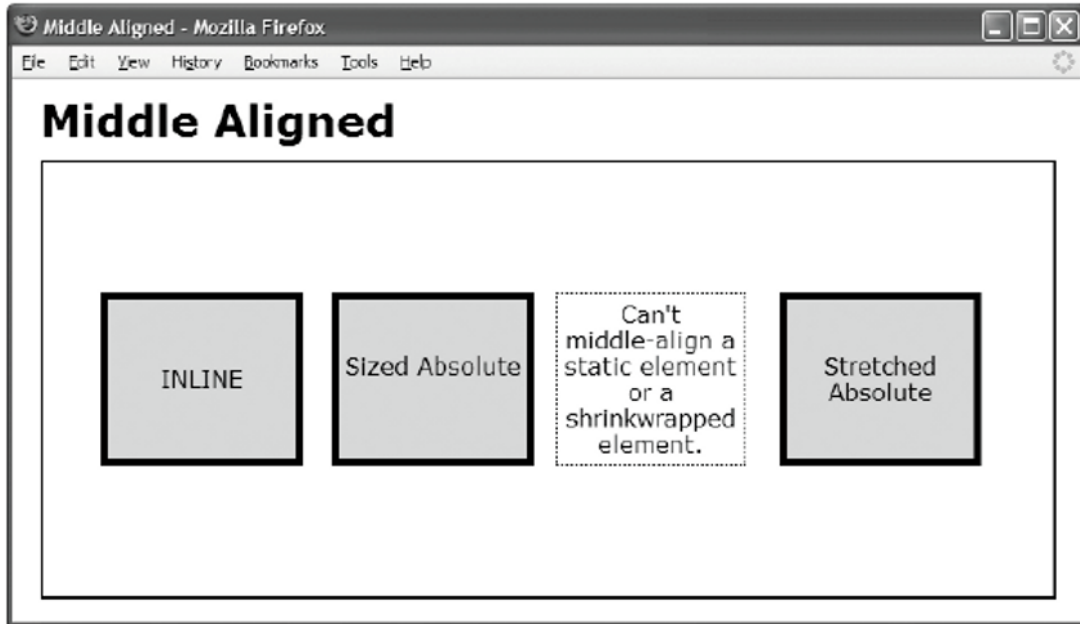 Middle Aligned - Mozilla Firefox
File Edit View History Bookmarks Tools Help
Middle Aligned
INLINE
Sized Absolute
Can't
middle-align a
static element
or a
shrinkwrapped
element.
Stretched
Absolute